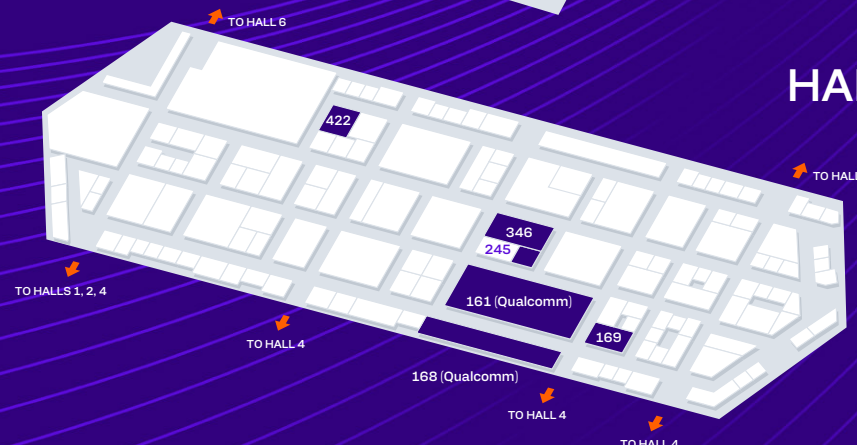 TO HALL 6
HA
422
TO HALL
346
245
161 (Qualcomm)
TO HALLS 1, 2, 4
169
TO HALL 4
168 (Qualcomm)
TO HALL 4
TO HALL 4